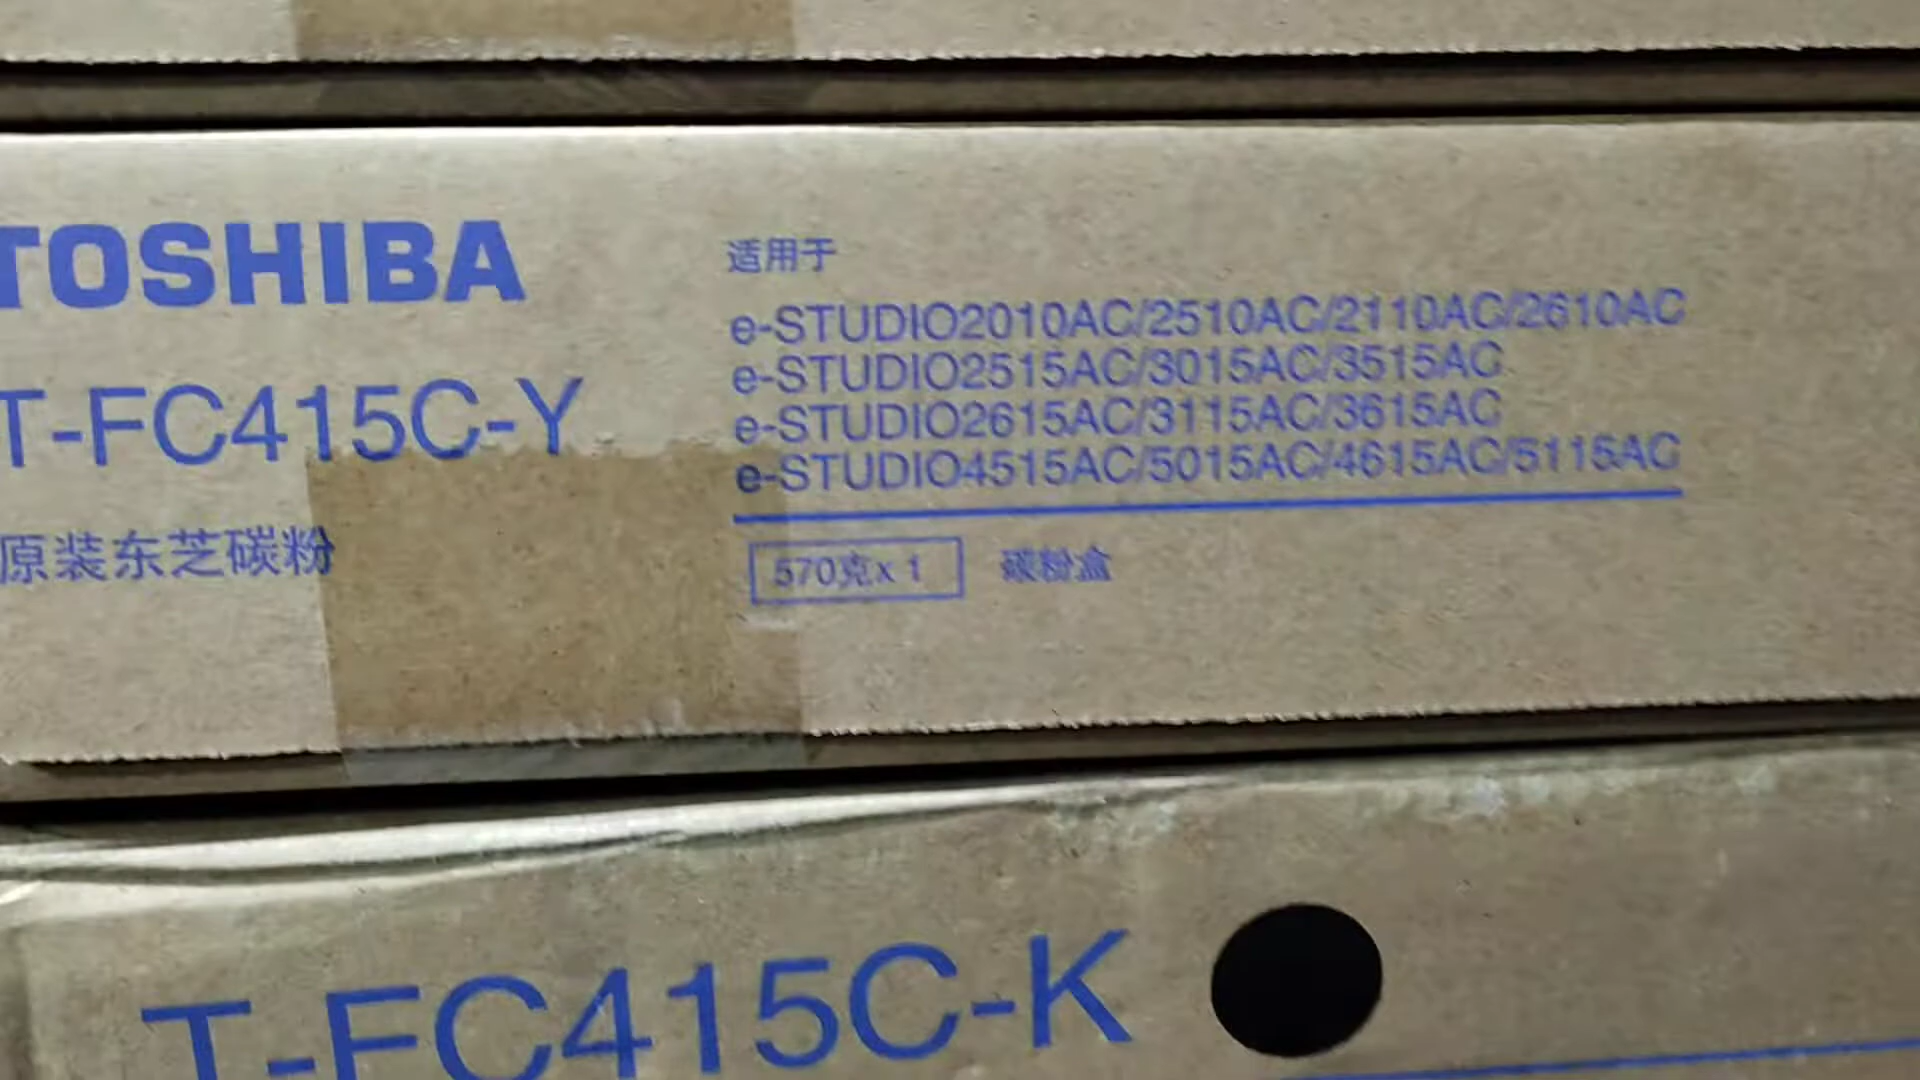 TOSHIBA
T-FC415C-Y
原装东芝碳粉
适用于
e-STUDIO2010AC/2510AC/2110AC/2610AC
e-STUDIO2515AC/3015AC/3515AC
e-STUDIO2615AC/3115AC/3615AC
e-STUDIO4515AC/5015AC/4615AC/5115AC
570克x1 碳粉盒
T-FC415C-K